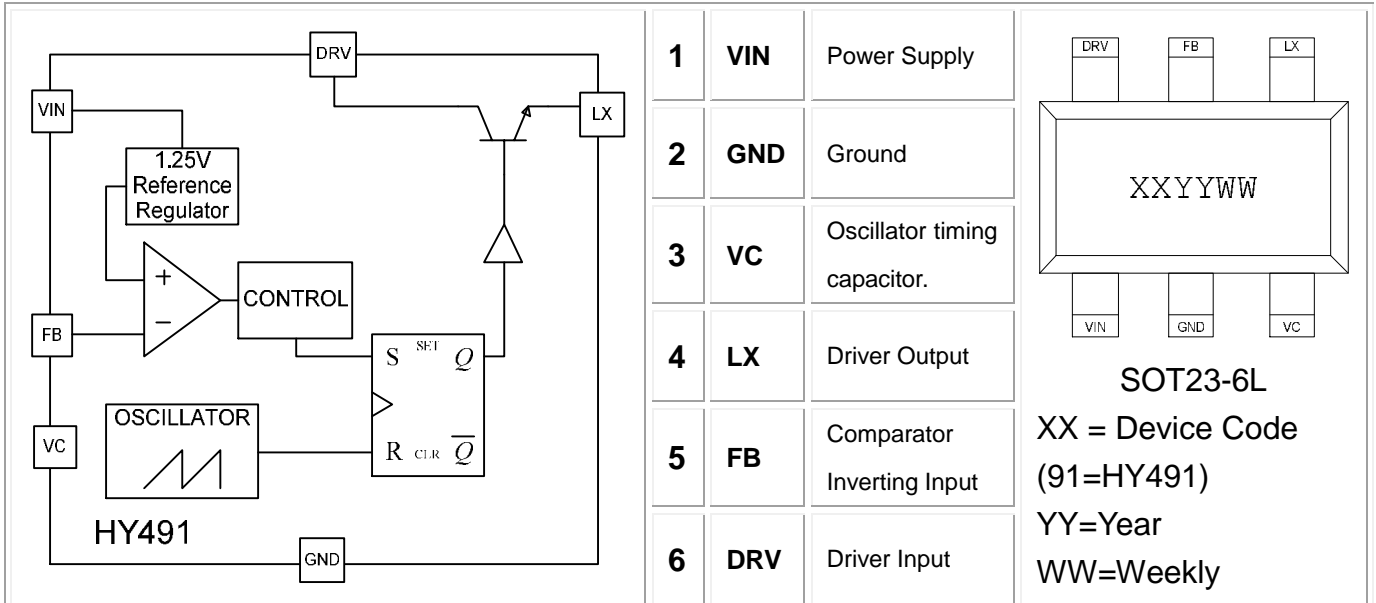 DRV
VIN
LX
1.25V
Reference
Regulator
+
−
CONTROL
FB
S SET Q
R CLR Q̅
OSCILLATOR
VC
HY491
GND
1 VIN Power Supply
2 GND Ground
3 VC Oscillator timing
capacitor.
4 LX Driver Output
5 FB Comparator
Inverting Input
6 DRV Driver Input
DRV FB LX
XXYYWW
VIN GND VC
SOT23-6L
XX = Device Code
(91=HY491)
YY=Year
WW=Weekly